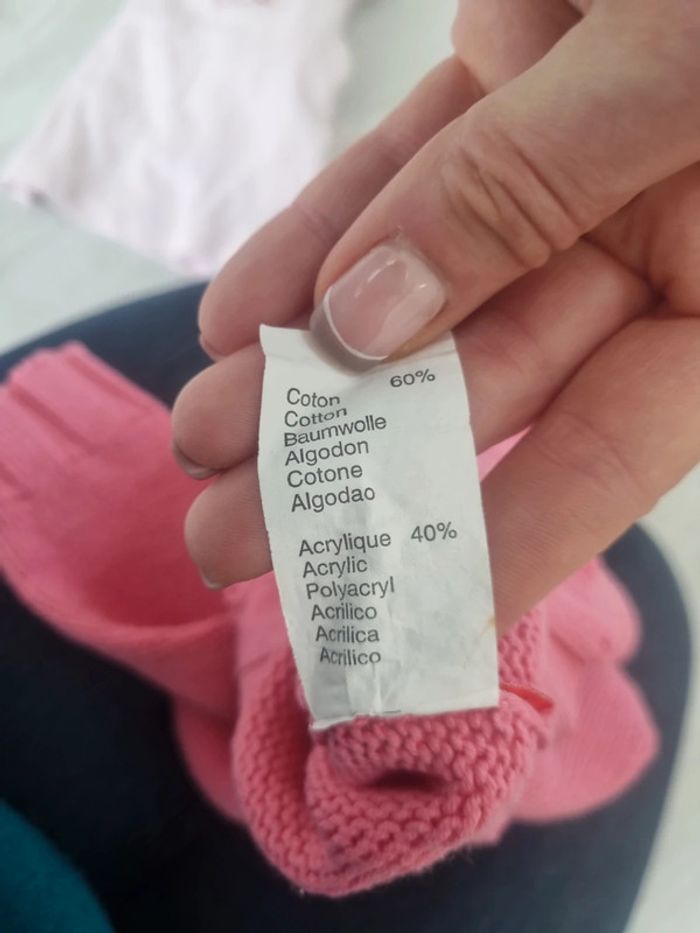 Coton 60%
Cotton
Baumwolle
Algodon
Cotone
Algodao
Acrylique 40%
Acrylic
Polyacryl
Acrilico
Acrilica
Acrilico